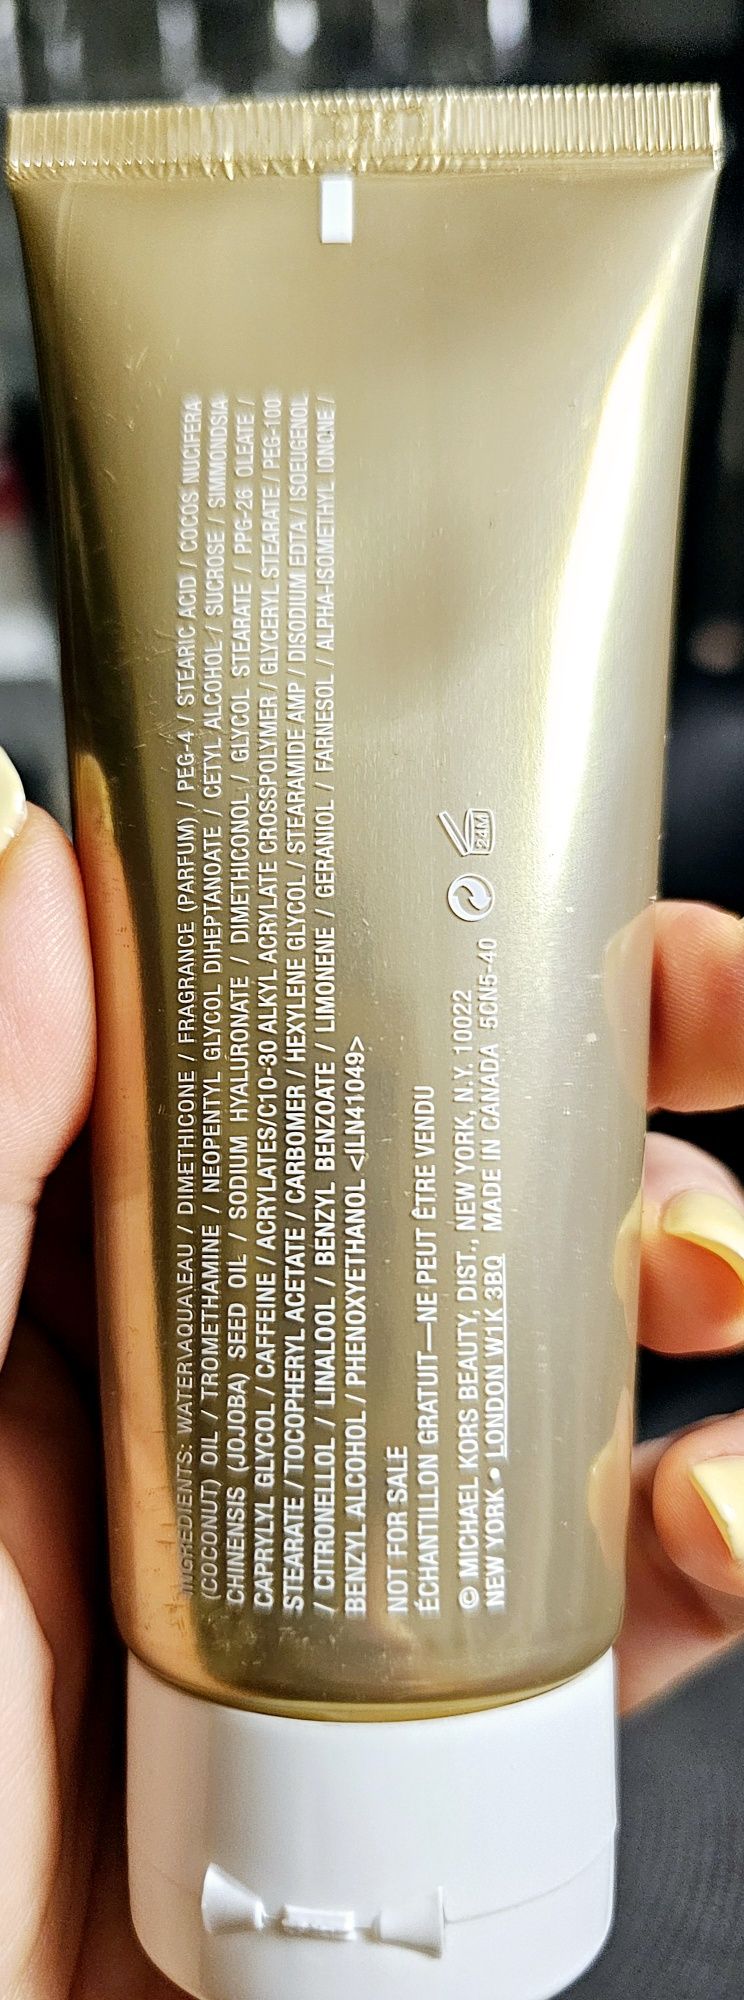 INGREDIENTS: WATER\AQUA\EAU / DIMETHICONE / FRAGRANCE (PARFUM) / PEG-4 / STEARIC ACID / COCOS NUCIFERA
(COCONUT) OIL / TROMETHAMINE / NEOPENTYL GLYCOL DIHEPTANOATE / CETYL ALCOHOL / SUCROSE / SIMMONDSIA
CHINENSIS (JOJOBA) SEED OIL / SODIUM HYALURONATE / DIMETHICONOL / GLYCOL STEARATE / PPG-26 OLEATE /
CAPRYLYL GLYCOL / CAFFEINE / ACRYLATES/C10-30 ALKYL ACRYLATE CROSSPOLYMER / GLYCERYL STEARATE / PEG-100
STEARATE / TOCOPHERYL ACETATE / CARBOMER / HEXYLENE GLYCOL / STEARAMIDE AMP / DISODIUM EDTA / ISOEUGENOL
/ CITRONELLOL / LINALOOL / BENZYL BENZOATE / LIMONENE / GERANIOL / FARNESOL / ALPHA-ISOMETHYL IONONE /
BENZYL ALCOHOL / PHENOXYETHANOL <ILN41049>
NOT FOR SALE
ÉCHANTILLON GRATUIT—NE PEUT ÊTRE VENDU
© MICHAEL KORS BEAUTY, DIST., NEW YORK, N.Y. 10022
NEW YORK • LONDON W1K 3BQ MADE IN CANADA 5CN5-40
24M